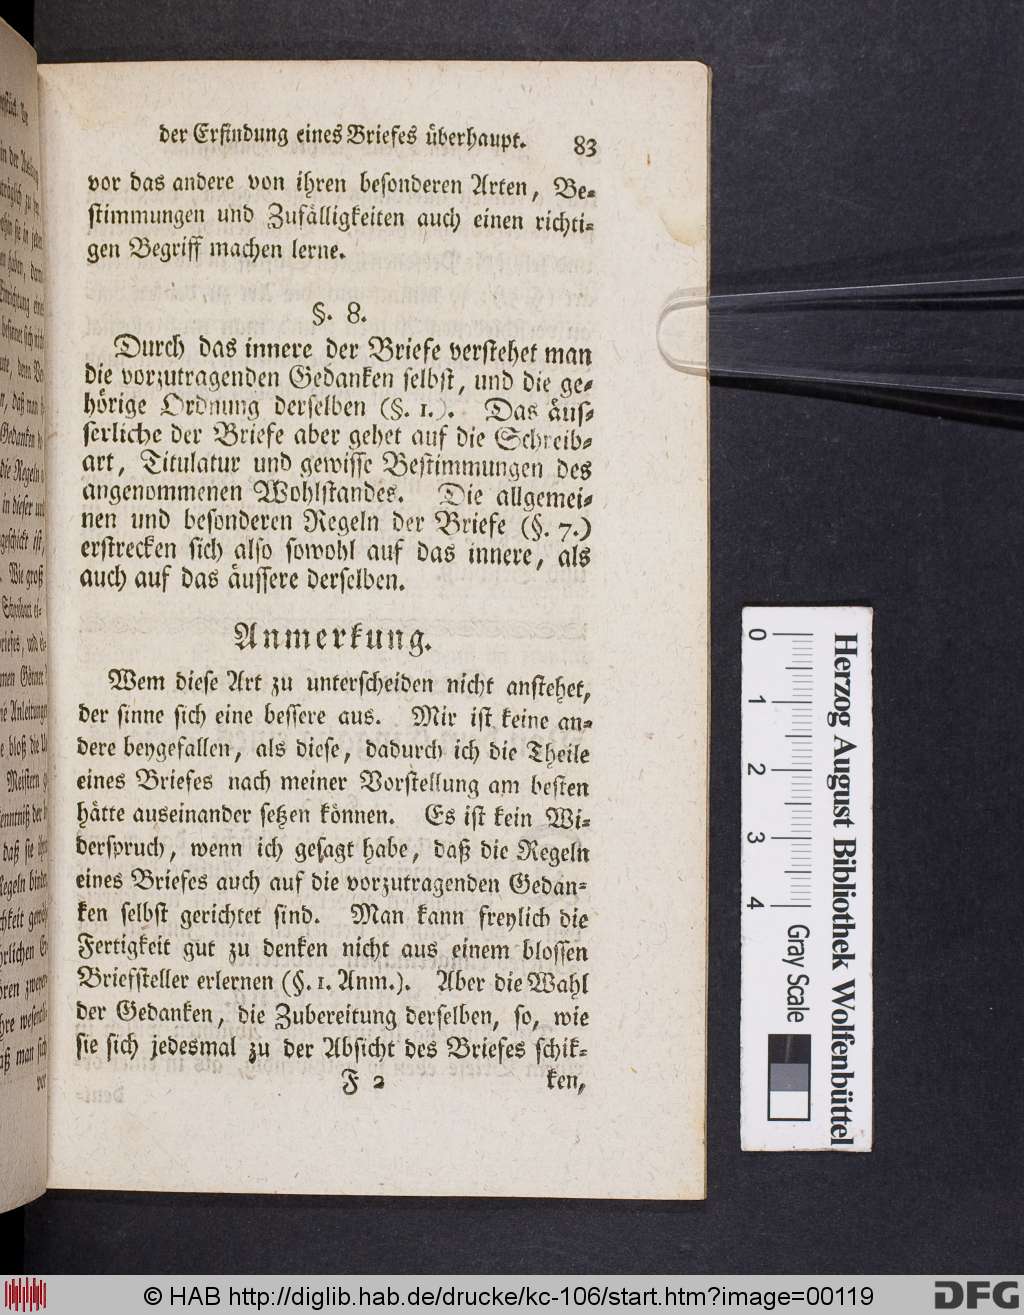 der Erfindung eines Briefes überhaupt. 83
vor das andere von ihren besonderen Arten, Be-
stimmungen und Zufälligkeiten auch einen richti-
gen Begriff machen lerne.
§. 8.
Durch das innere der Briefe verstehet man
die vorzutragenden Gedanken selbst, und die ge-
hörige Ordnung derselben (§. 1.). Das äus-
serliche der Briefe aber gehet auf die Schreib-
art, Titulatur und gewisse Bestimmungen des
angenommenen Wohlstandes. Die allgemei-
nen und besonderen Regeln der Briefe (§. 7.)
erstrecken sich also sowohl auf das innere, als
auch auf das äussere derselben.
Anmerkung.
Wem diese Art zu unterscheiden nicht anstehet,
der sinne sich eine bessere aus. Mir ist keine an-
dere beygefallen, als diese, dadurch ich die Theile
eines Briefes nach meiner Vorstellung am besten
hätte auseinander setzen können. Es ist kein Wi-
derspruch, wenn ich gesagt habe, daß die Regeln
eines Briefes auch auf die vorzutragenden Gedan-
ken selbst gerichtet sind. Man kann freylich die
Fertigkeit gut zu denken nicht aus einem blossen
Briefsteller erlernen (§. 1. Anm.). Aber die Wahl
der Gedanken, die Zubereitung derselben, so, wie
sie sich jedesmal zu der Absicht des Briefes schik-
F 2 ken,
Herzog August Bibliothek Wolfenbüttel
0 1 2 3 4 Gray Scale
© HAB http://diglib.hab.de/drucke/kc-106/start.htm?image=00119
DFG